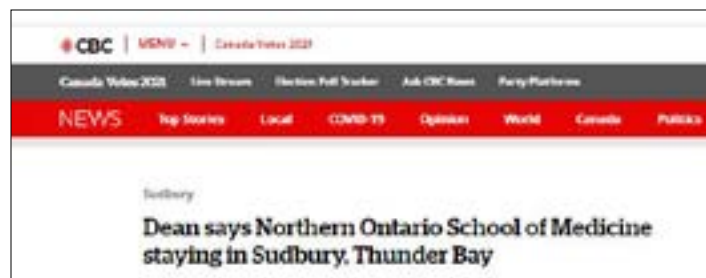 CBC MENU Canada Votes 2021
Canada Votes 2021 Live Stream Election Poll Tracker Ask CBC News Party Platforms
NEWS Top Stories Local COVID-19 Opinion World Canada Politics
Sudbury
Dean says Northern Ontario School of Medicine
staying in Sudbury, Thunder Bay